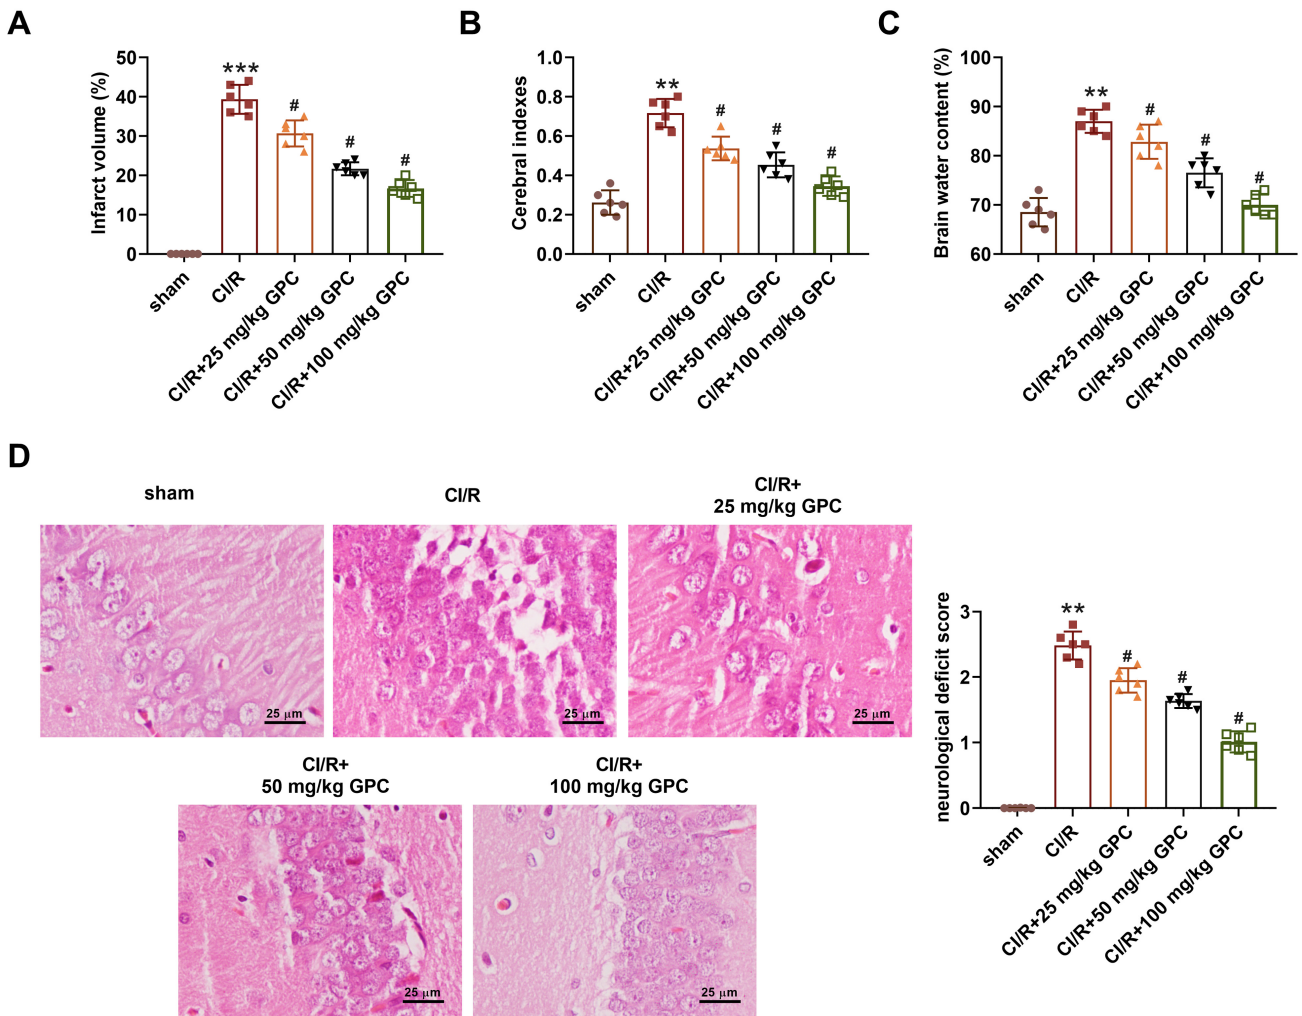 A
Infarct volume (%)
50
40
30
20
10
0
***
#
#
#
sham
CI/R
CI/R+25 mg/kg GPC
CI/R+50 mg/kg GPC
CI/R+100 mg/kg GPC
B
Cerebral indexes
1.0
0.8
0.6
0.4
0.2
0.0
**
#
#
#
sham
CI/R
CI/R+25 mg/kg GPC
CI/R+50 mg/kg GPC
CI/R+100 mg/kg GPC
C
Brain water content (%)
100
90
80
70
60
**
#
#
#
sham
CI/R
CI/R+25 mg/kg GPC
CI/R+50 mg/kg GPC
CI/R+100 mg/kg GPC
D
sham
25 μm
CI/R
25 μm
CI/R+
25 mg/kg GPC
25 μm
CI/R+
50 mg/kg GPC
25 μm
CI/R+
100 mg/kg GPC
25 μm
neurological deficit score
3
2
1
0
**
#
#
#
sham
CI/R
CI/R+25 mg/kg GPC
CI/R+50 mg/kg GPC
CI/R+100 mg/kg GPC